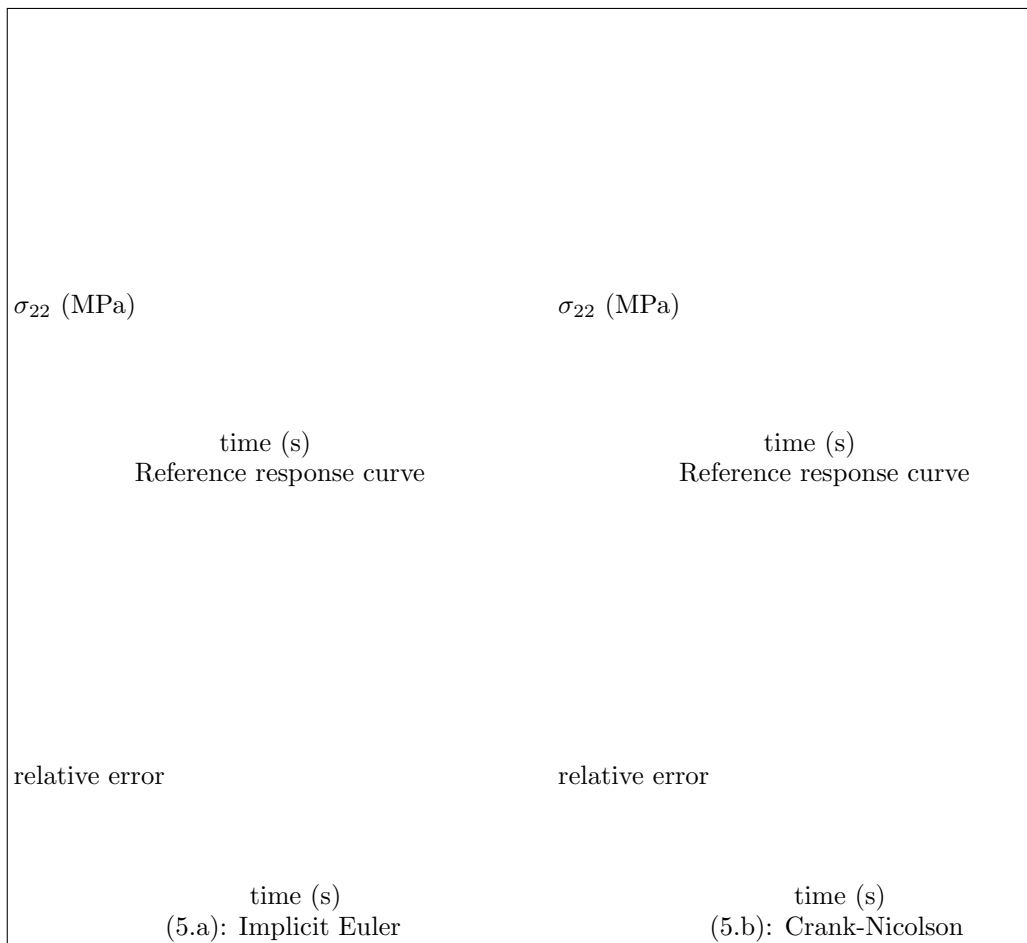 σ22 (MPa) σ22 (MPa)
time (s) time (s)
Reference response curve Reference response curve
relative error relative error
time (s) time (s)
(5.a): Implicit Euler (5.b): Crank-Nicolson